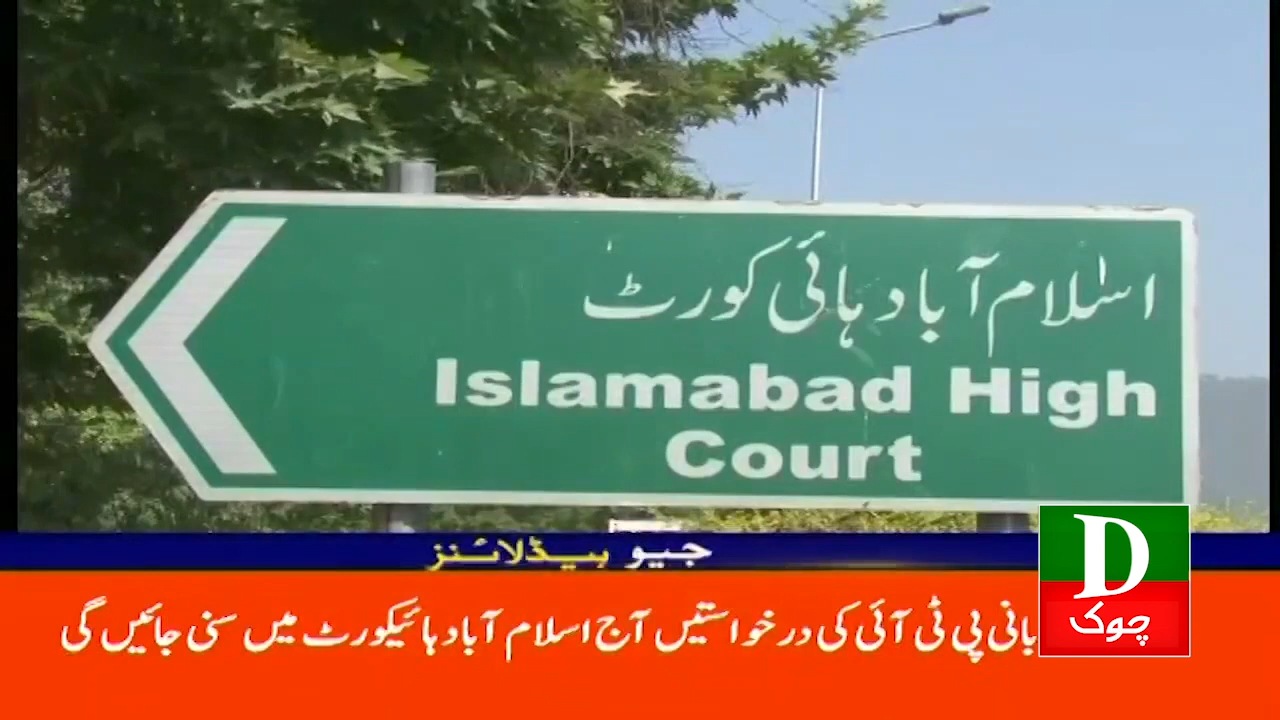 اسلام آباد ہائی کورٹ
Islamabad High
Court
جیو ہیڈلائنز
بانی پی ٹی آئی کی درخواستیں آج اسلام آباد ہائیکورٹ میں سنی جائیں گی
D
چوک